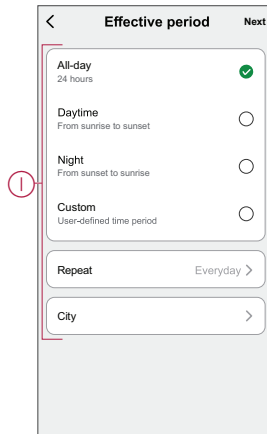 Effective period
Next
All-day
24 hours
Daytime
From sunrise to sunset
Night
From sunset to sunrise
Custom
User-defined time period
Repeat
Everyday
City